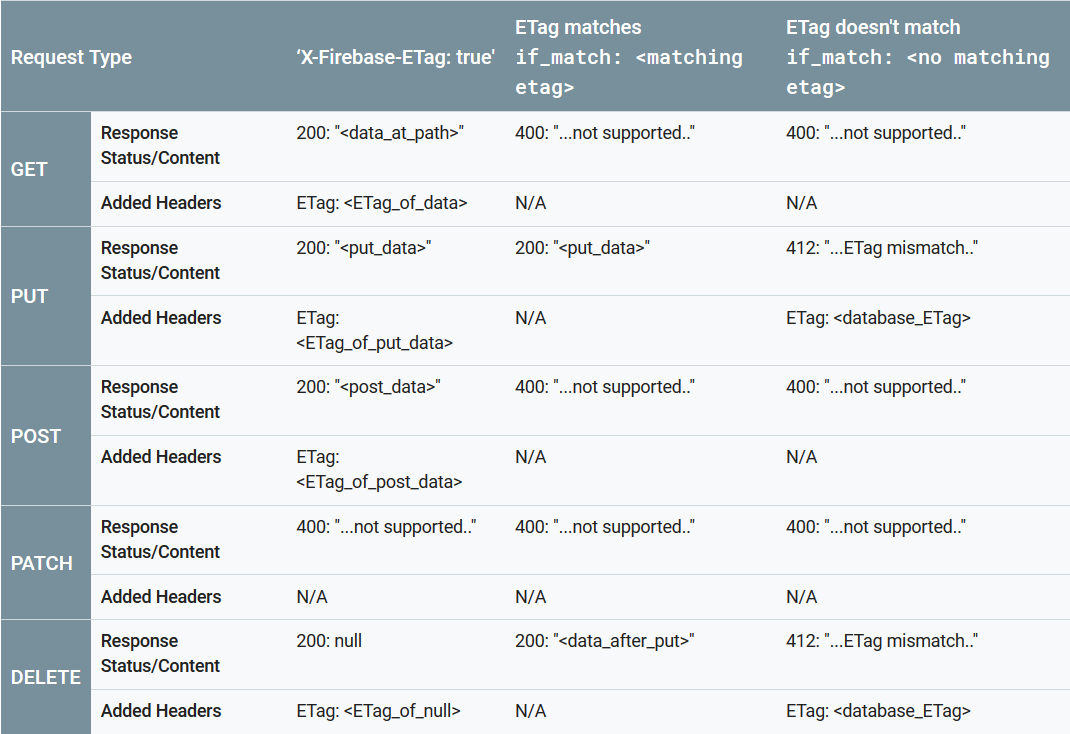 Request Type
‘X-Firebase-ETag: true'
ETag matches
if_match: <matching
etag>
ETag doesn't match
if_match: <no matching
etag>
GET
Response
Status/Content
200: "<data_at_path>"
400: "...not supported.."
400: "...not supported.."
Added Headers
ETag: <ETag_of_data>
N/A
N/A
PUT
Response
Status/Content
200: "<put_data>"
200: "<put_data>"
412: "...ETag mismatch.."
Added Headers
ETag:
<ETag_of_put_data>
N/A
ETag: <database_ETag>
POST
Response
Status/Content
200: "<post_data>"
400: "...not supported.."
400: "...not supported.."
Added Headers
ETag:
<ETag_of_post_data>
N/A
N/A
PATCH
Response
Status/Content
400: "...not supported.."
400: "...not supported.."
400: "...not supported.."
Added Headers
N/A
N/A
N/A
DELETE
Response
Status/Content
200: null
200: "<data_after_put>"
412: "...ETag mismatch.."
Added Headers
ETag: <ETag_of_null>
N/A
ETag: <database_ETag>